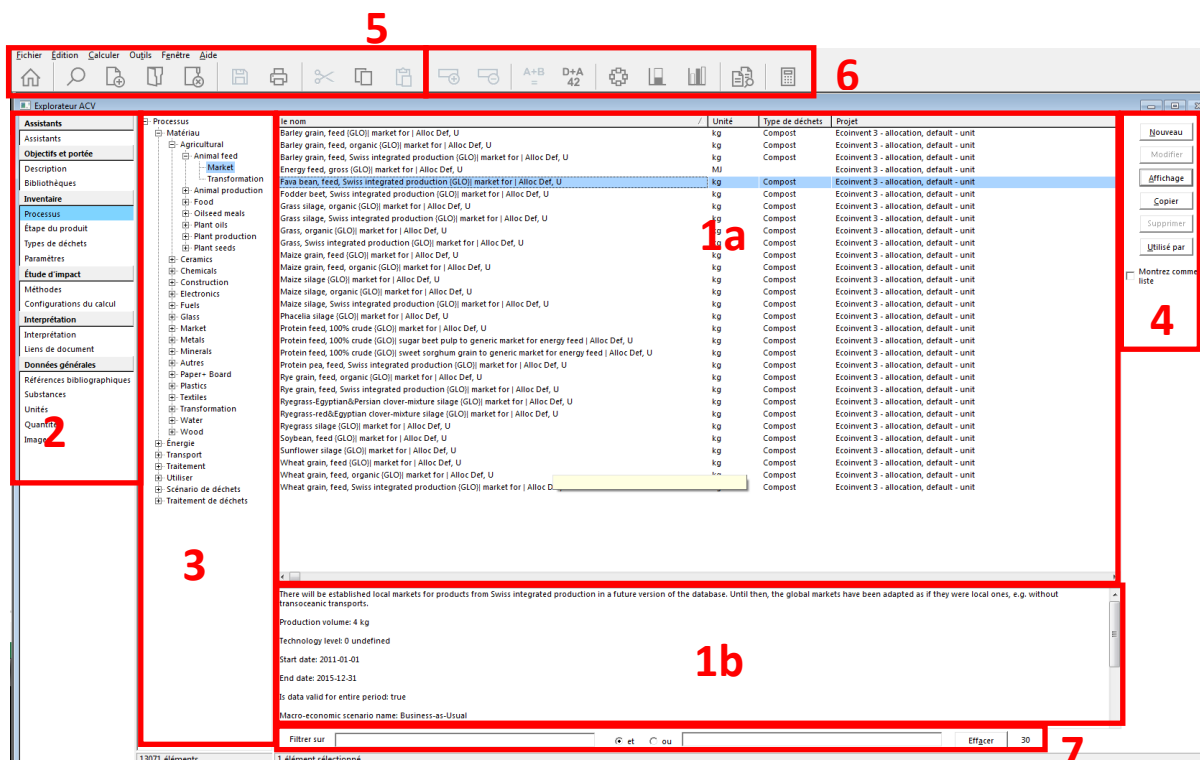 5
Fichier Édition Calculer Outils Fenêtre Aide
A+B
=
D+A
42
6
Explorateur ACV
Assistants
Assistants
Objectifs et portée
Description
Bibliothèques
Inventaire
Processus
Étape du produit
Types de déchets
Paramètres
Étude d'impact
Méthodes
Configurations du calcul
Interprétation
Interprétation
Liens de document
Données générales
Références bibliographiques
Substances
Unités
2
Processus
Matériau
Agricultural
Animal feed
Market
Transformation
Animal production
Food
Oilseed meals
Plant oils
Plant production
Plant seeds
Ceramics
Chemicals
Construction
Electronics
Fuels
Glass
Market
Metals
Minerals
Autres
Paper+ Board
Plastics
Textiles
Transformation
Water
Wood
Énergie
Transport
Traitement
Utiliser
Scénario de déchets
Traitement de déchets
3
le nom / Unité Type de déchets Projet
Barley grain, feed {GLO}| market for | Alloc Def, U kg Compost Ecoinvent 3 - allocation, default - unit
Barley grain, feed, organic {GLO}| market for | Alloc Def, U kg Compost Ecoinvent 3 - allocation, default - unit
Barley grain, feed, Swiss integrated production {GLO}| market for | Alloc Def, U kg Compost Ecoinvent 3 - allocation, default - unit
Energy feed, gross {GLO}| market for | Alloc Def, U MJ Ecoinvent 3 - allocation, default - unit
Fava bean, feed, Swiss integrated production {GLO}| market for | Alloc Def, U kg Compost Ecoinvent 3 - allocation, default - unit
Fodder beet, Swiss integrated production {GLO}| market for | Alloc Def, U kg Compost Ecoinvent 3 - allocation, default - unit
Grass silage, organic {GLO}| market for | Alloc Def, U kg Compost Ecoinvent 3 - allocation, default - unit
Grass silage, Swiss integrated production {GLO}| market for | Alloc Def, U kg Compost Ecoinvent 3 - allocation, default - unit
Grass, organic {GLO}| market for | Alloc Def, U kg Compost Ecoinvent 3 - allocation, default - unit
Grass, Swiss integrated production {GLO}| market for | Alloc Def, U kg Compost Ecoinvent 3 - allocation, default - unit
Maize grain, feed {GLO}| market for | Alloc Def, U kg Compost Ecoinvent 3 - allocation, default - unit
Maize grain, feed, organic {GLO}| market for | Alloc Def, U kg Compost Ecoinvent 3 - allocation, default - unit
Maize silage {GLO}| market for | Alloc Def, U kg Compost Ecoinvent 3 - allocation, default - unit
Maize silage, organic {GLO}| market for | Alloc Def, U kg Compost Ecoinvent 3 - allocation, default - unit
Maize silage, Swiss integrated production {GLO}| market for | Alloc Def, U kg Compost Ecoinvent 3 - allocation, default - unit
Phacelia silage {GLO}| market for | Alloc Def, U kg Compost Ecoinvent 3 - allocation, default - unit
Protein feed, 100% crude {GLO}| sugar beet pulp to generic market for energy feed | Alloc Def, U kg Compost Ecoinvent 3 - allocation, default - unit
Protein feed, 100% crude {GLO}| sweet sorghum grain to generic market for energy feed | Alloc Def, U kg Compost Ecoinvent 3 - allocation, default - unit
Protein pea, feed, Swiss integrated production {GLO}| market for | Alloc Def, U kg Compost Ecoinvent 3 - allocation, default - unit
Rye grain, feed, organic {GLO}| market for | Alloc Def, U kg Compost Ecoinvent 3 - allocation, default - unit
Rye grain, feed, Swiss integrated production {GLO}| market for | Alloc Def, U kg Compost Ecoinvent 3 - allocation, default - unit
Ryegrass-Egyptian&Persian clover-mixture silage {GLO}| market for | Alloc Def, U kg Compost Ecoinvent 3 - allocation, default - unit
Ryegrass-red&Egyptian clover-mixture silage {GLO}| market for | Alloc Def, U kg Compost Ecoinvent 3 - allocation, default - unit
Ryegrass silage {GLO}| market for | Alloc Def, U kg Compost Ecoinvent 3 - allocation, default - unit
Soybean, feed {GLO}| market for | Alloc Def, U kg Compost Ecoinvent 3 - allocation, default - unit
Sunflower silage {GLO}| market for | Alloc Def, U kg Compost Ecoinvent 3 - allocation, default - unit
Wheat grain, feed {GLO}| market for | Alloc Def, U kg Compost Ecoinvent 3 - allocation, default - unit
Wheat grain, feed, organic {GLO}| market for | Alloc Def, U Compost Ecoinvent 3 - allocation, default - unit
Wheat grain, feed, Swiss integrated production {GLO}| market for | Alloc kg Compost Ecoinvent 3 - allocation, default - unit
1a
Nouveau
Modifier
Affichage
Copier
Supprimer
Utilisé par
Montrez comme
liste
4
There will be established local markets for products from Swiss integrated production in a future version of the database. Until then, the global markets have been adapted as if they were local ones, e.g. without
transoceanic transports.
Production volume: 4 kg
Technology level: 0 undefined
Start date: 2011-01-01
End date: 2015-12-31
Is data valid for entire period: true
Macro-economic scenario name: Business-as-Usual
1b
Filtrer sur et ou Effacer 30
7
13071 éléments 1 élément sélectionné